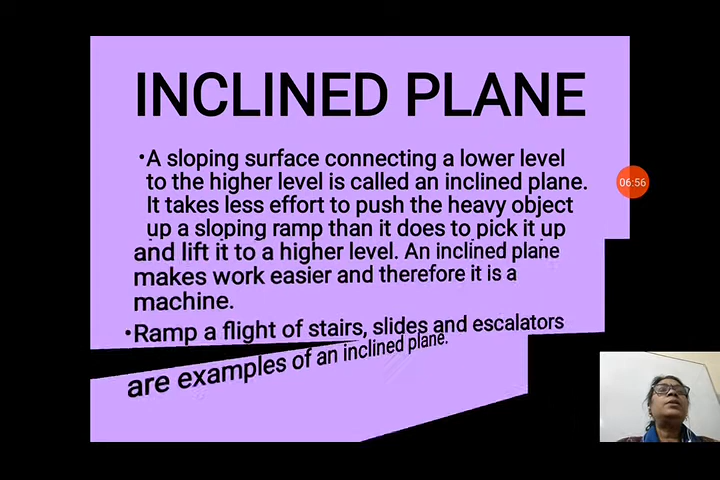 INCLINED PLANE
•A sloping surface connecting a lower level
to the higher level is called an inclined plane.
It takes less effort to push the heavy object
up a sloping ramp than it does to pick it up
and lift it to a higher level. An inclined plane
makes work easier and therefore it is a
machine.
•Ramp a flight of stairs, slides and escalators
are examples of an inclined plane.
06:56